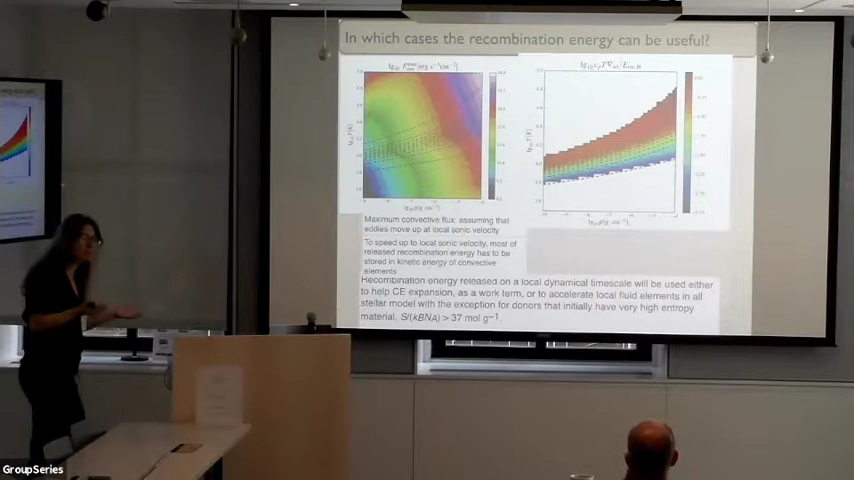 In which cases the recombination energy can be useful?
Maximum convective flux: assuming that
eddies move up at local sonic velocity
To speed up to local sonic velocity, most of
released recombination energy has to be
stored in kinetic energy of convective
elements
Recombination energy released on a local dynamical timescale will be used either
to help CE expansion, as a work term, or to accelerate local fluid elements in all
stellar model with the exception for donors that initially have very high entropy
material. S/(kBNA) > 37 mol g⁻¹.
GroupSeries